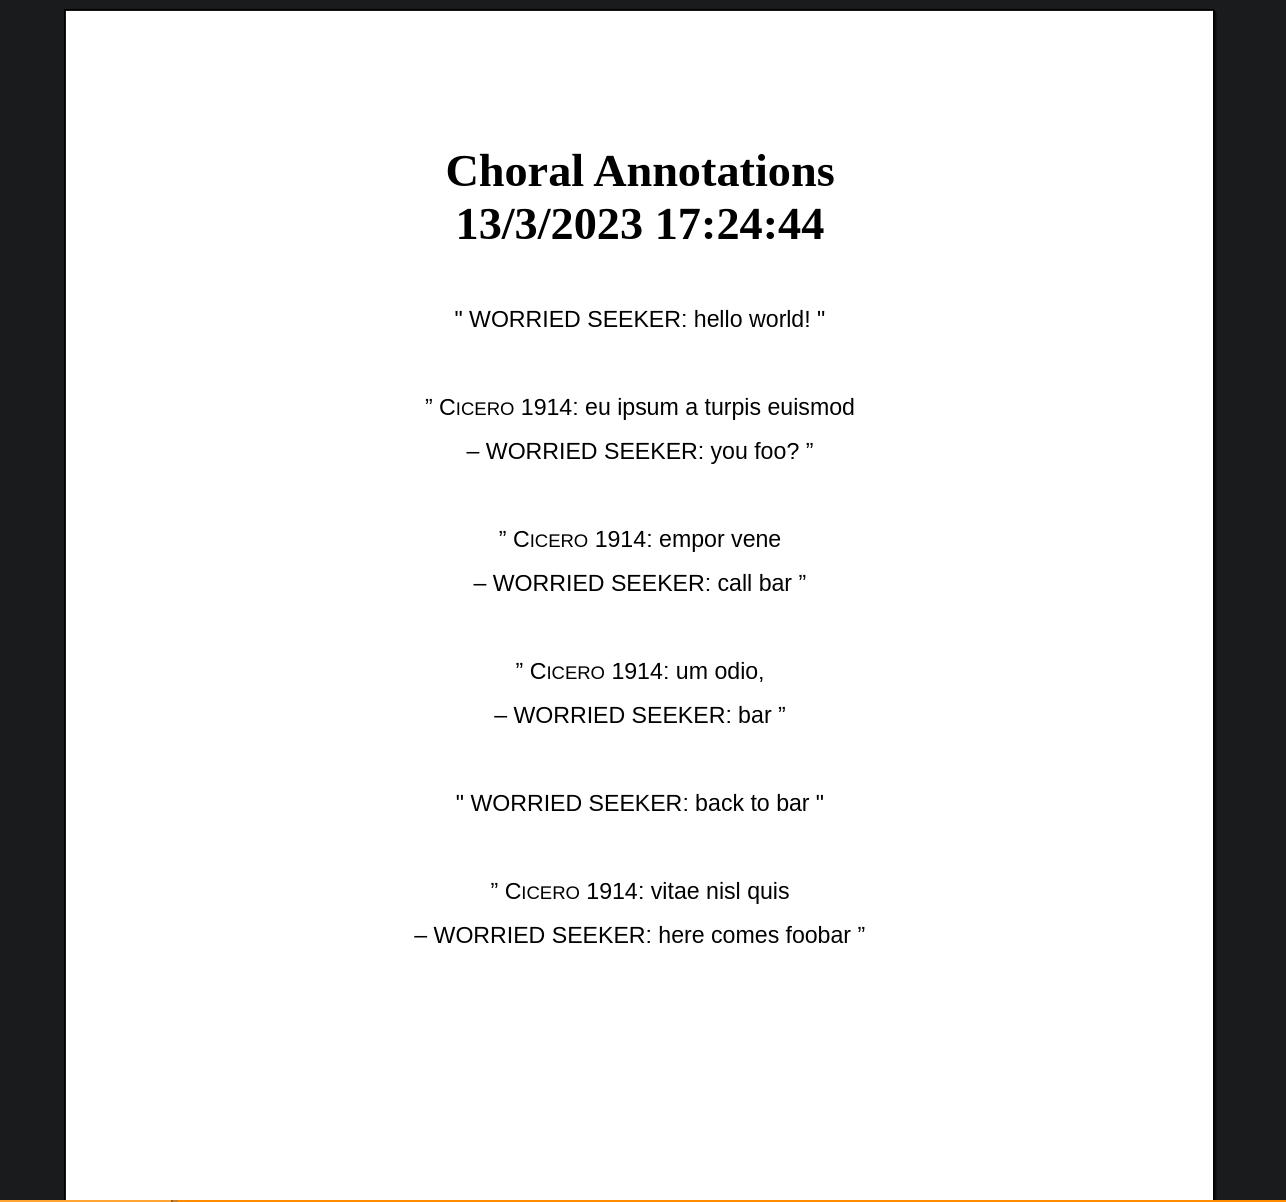 Choral Annotations
13/3/2023 17:24:44
" WORRIED SEEKER: hello world! "
” CICERO 1914: eu ipsum a turpis euismod
– WORRIED SEEKER: you foo? ”
” CICERO 1914: empor vene
– WORRIED SEEKER: call bar ”
” CICERO 1914: um odio,
– WORRIED SEEKER: bar ”
" WORRIED SEEKER: back to bar "
” CICERO 1914: vitae nisl quis
– WORRIED SEEKER: here comes foobar ”